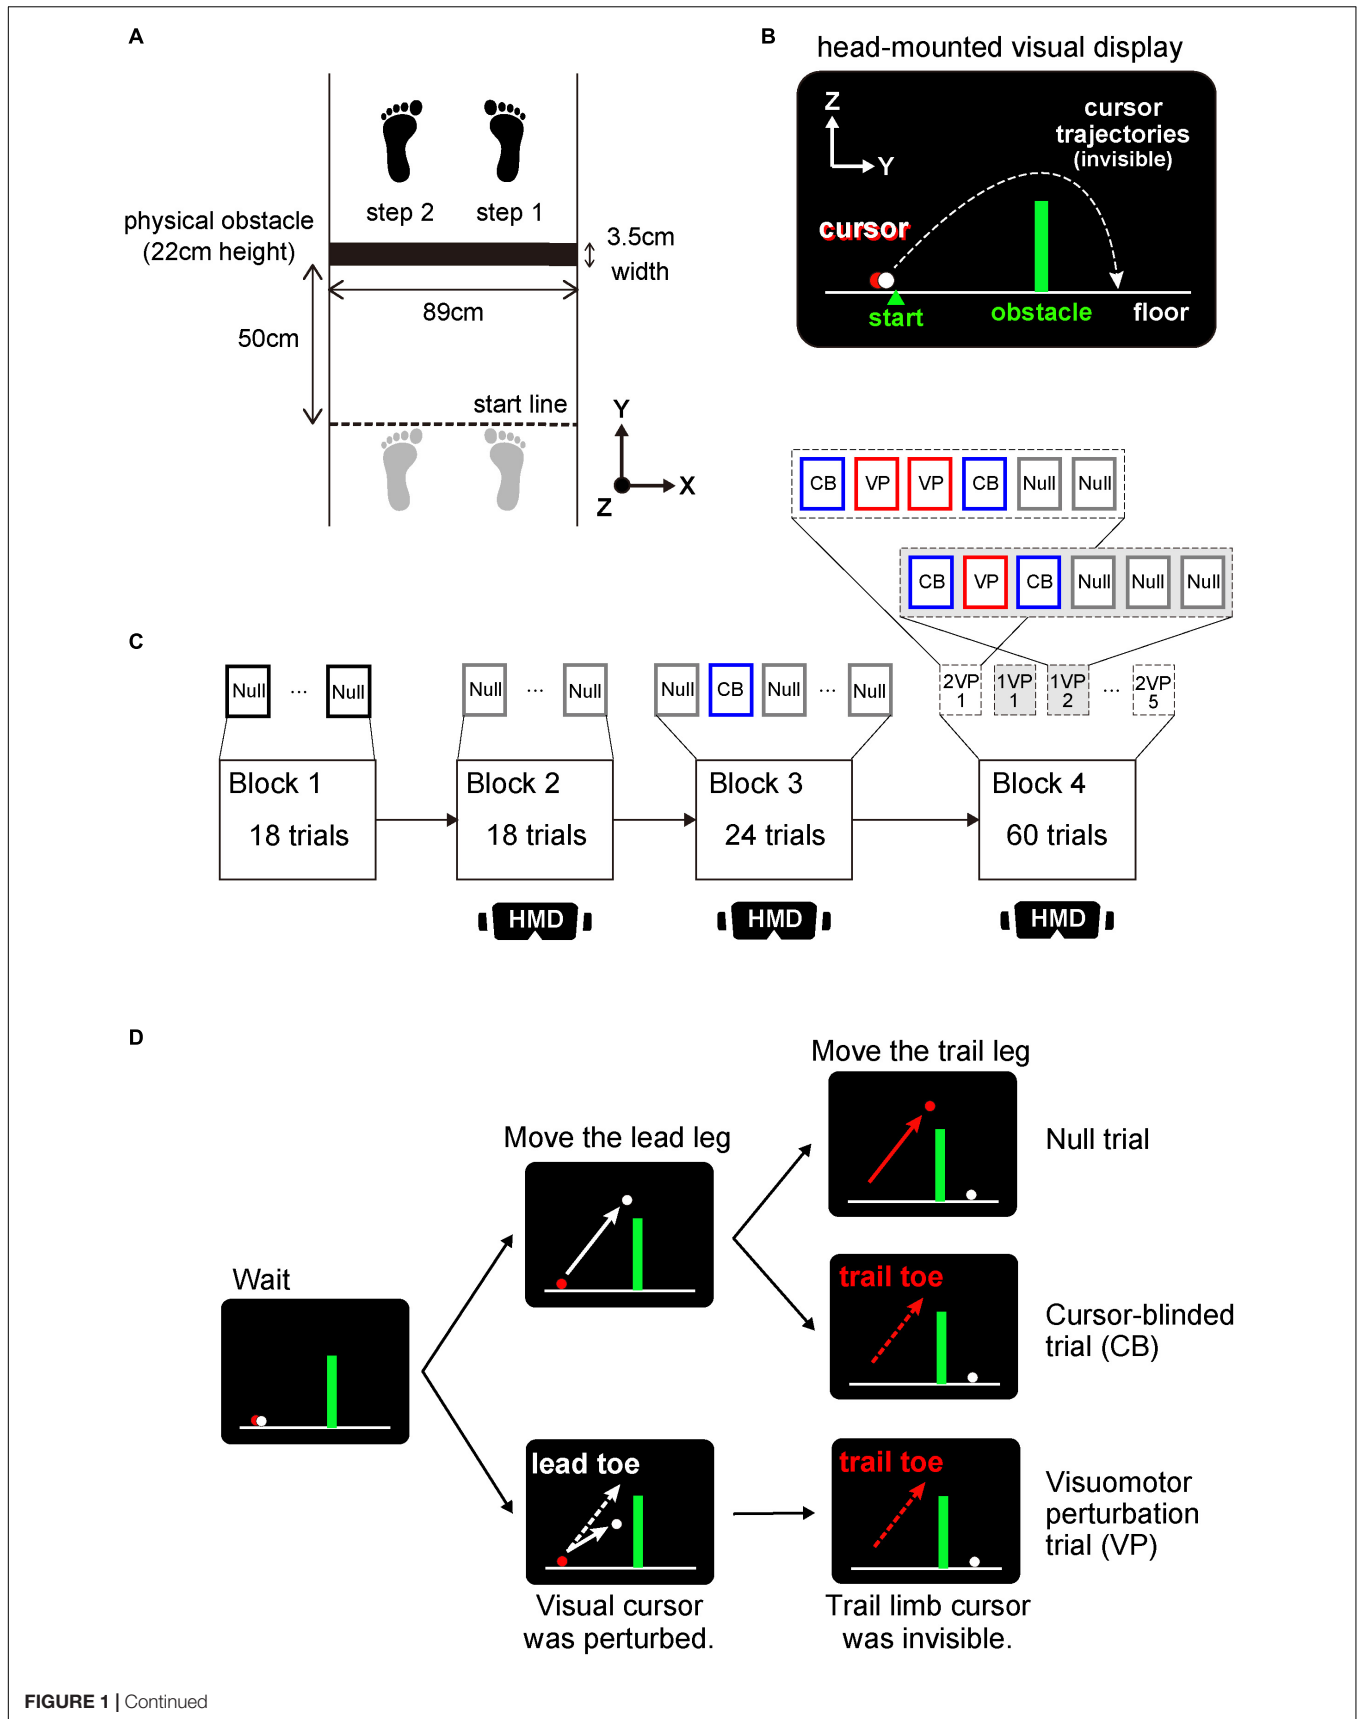 A
step 2
step 1
physical obstacle
(22cm height)
3.5cm
width
89cm
50cm
start line
Y
X
Z
B
head-mounted visual display
Z
Y
cursor
trajectories
(invisible)
cursor
start
obstacle
floor
C
CB VP VP CB Null Null
CB VP CB Null Null Null
Null ... Null
Null ... Null
Null CB Null ... Null
2VP
1
1VP
1
1VP
2
...
2VP
5
Block 1
18 trials
Block 2
18 trials
HMD
Block 3
24 trials
HMD
Block 4
60 trials
HMD
D
Wait
Move the lead leg
Move the trail leg
Null trial
trail toe
Cursor-blinded
trial (CB)
lead toe
Visual cursor
was perturbed.
trail toe
Trail limb cursor
was invisible.
Visuomotor
perturbation
trial (VP)
FIGURE 1 | Continued